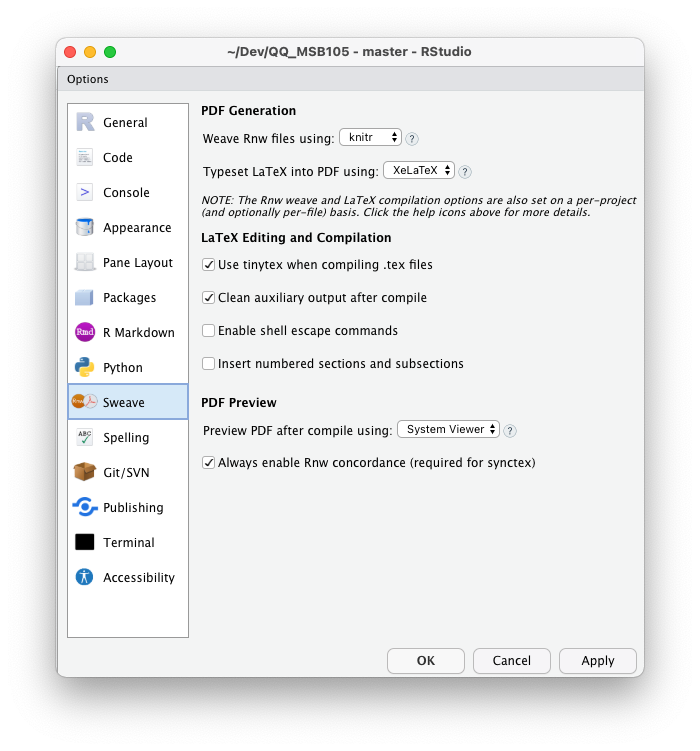 ~/Dev/QQ_MSB105 - master - RStudio
Options
General
Code
Console
Appearance
Pane Layout
Packages
Rmd R Markdown
Python
Sweave
ABC Spelling
Git/SVN
Publishing
Terminal
Accessibility
PDF Generation
Weave Rnw files using: knitr ?
Typeset LaTeX into PDF using: XeLaTeX ?
NOTE: The Rnw weave and LaTeX compilation options are also set on a per-project
(and optionally per-file) basis. Click the help icons above for more details.
LaTeX Editing and Compilation
Use tinytex when compiling .tex files
Clean auxiliary output after compile
Enable shell escape commands
Insert numbered sections and subsections
PDF Preview
Preview PDF after compile using: System Viewer ?
Always enable Rnw concordance (required for synctex)
OK Cancel Apply